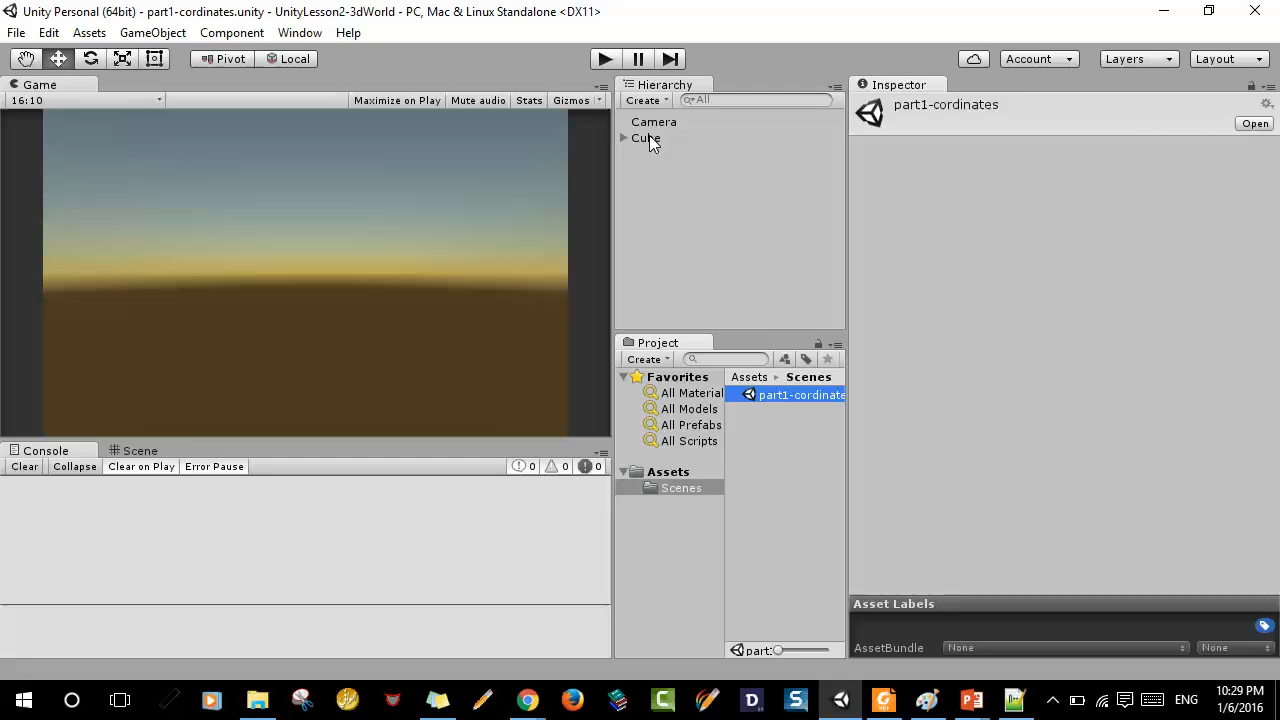 Unity Personal (64bit) - part1-cordinates.unity - UnityLesson2-3dWorld - PC, Mac & Linux Standalone <DX11>
File Edit Assets GameObject Component Window Help
Pivot Local Account Layers Layout
Game
16:10 Maximize on Play Mute audio Stats Gizmos
Hierarchy
Create All
Camera
Cube
Inspector
part1-cordinates
Open
Project
Create
Favorites
All Material
All Models
All Prefabs
All Scripts
Assets
Scenes
Assets Scenes
part1-cordinate
part:
Console Scene
Clear Collapse Clear on Play Error Pause 0 0 0
Asset Labels
AssetBundle None None
ENG
10:29 PM
1/6/2016